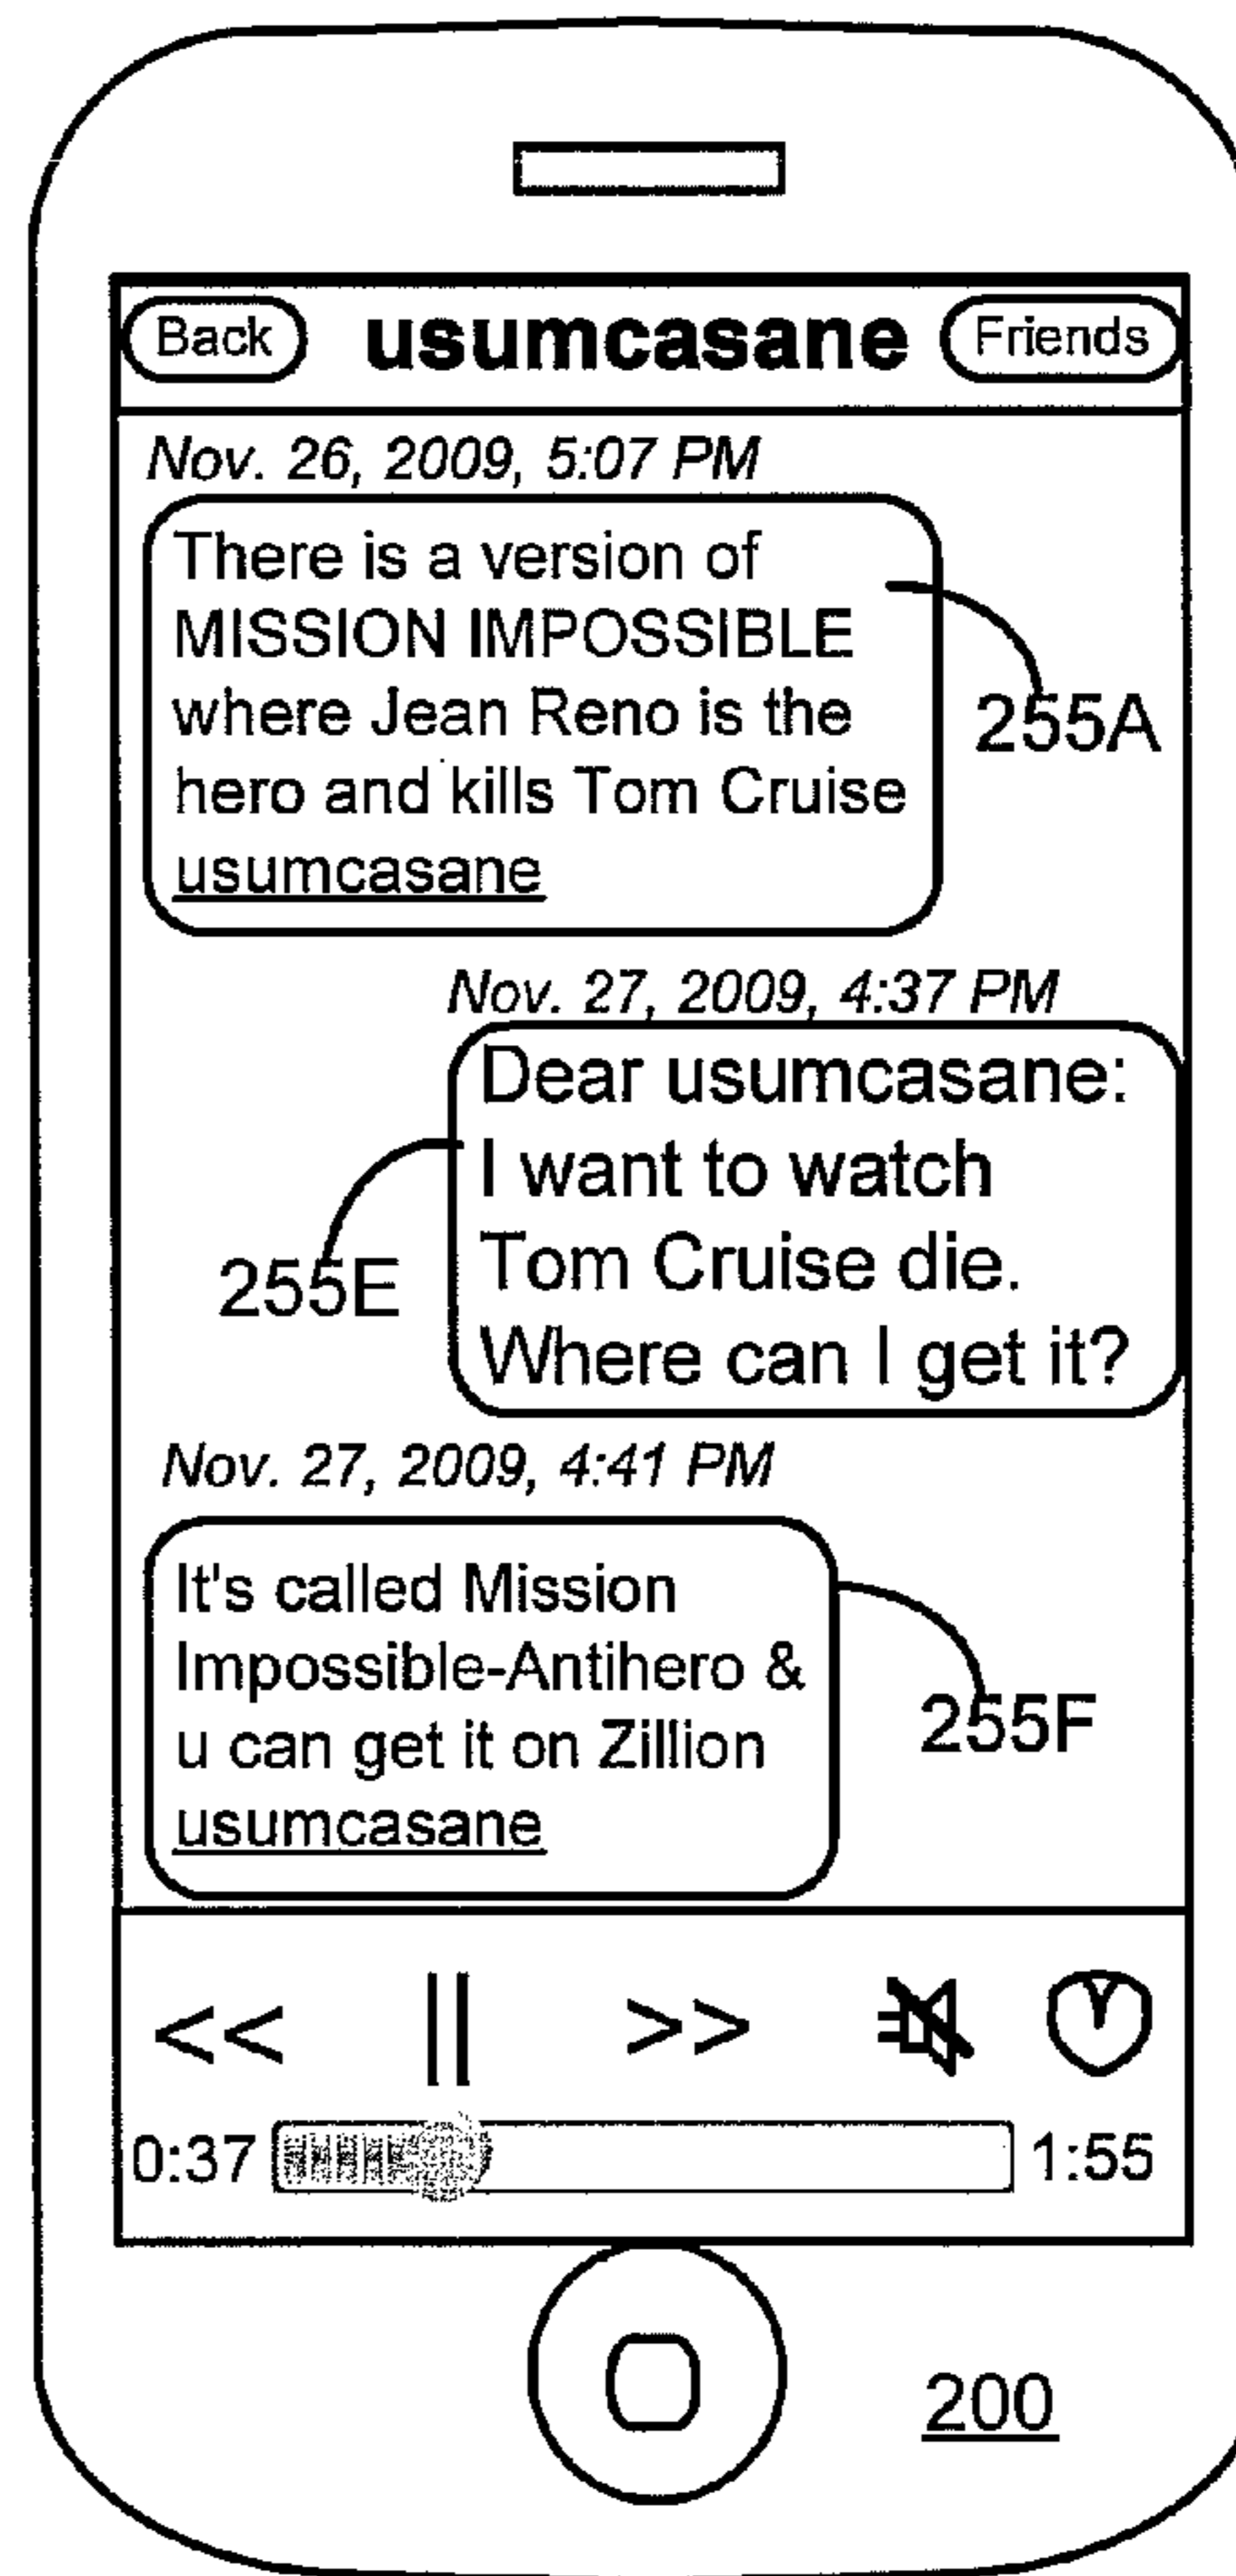 Back usumcasane Friends
Nov. 26, 2009, 5:07 PM
There is a version of
MISSION IMPOSSIBLE
where Jean Reno is the
hero and kills Tom Cruise
usumcasane
255A
Nov. 27, 2009, 4:37 PM
Dear usumcasane:
I want to watch
Tom Cruise die.
Where can I get it?
255E
Nov. 27, 2009, 4:41 PM
It's called Mission
Impossible-Antihero &
u can get it on Zillion
usumcasane
255F
<< || >>
0:37 1:55
200